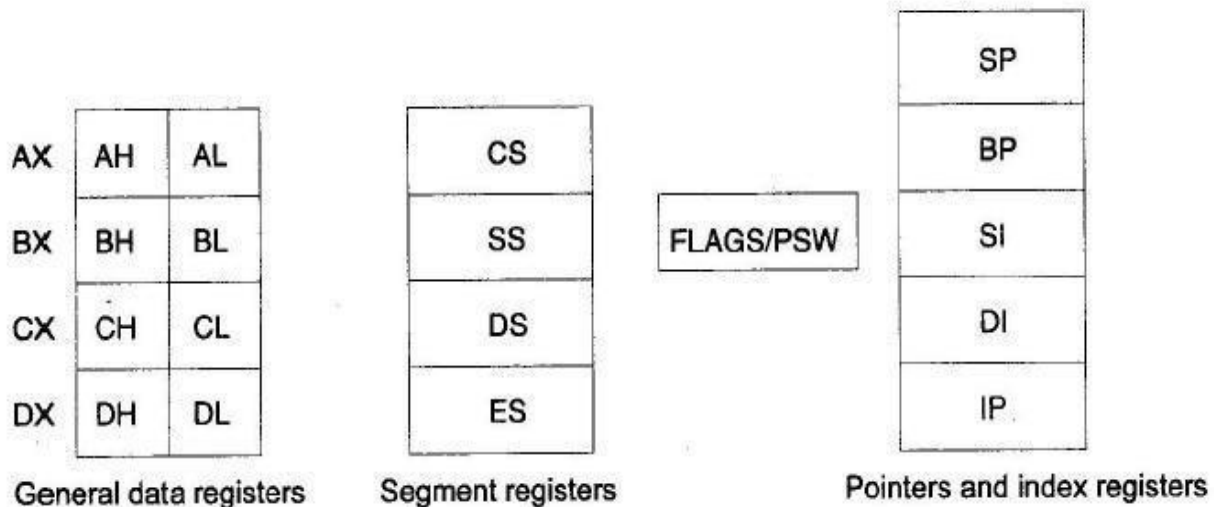 SP
AX AH AL CS BP
BX BH BL SS FLAGS/PSW SI
CX CH CL DS DI
DX DH DL ES IP
General data registers Segment registers Pointers and index registers